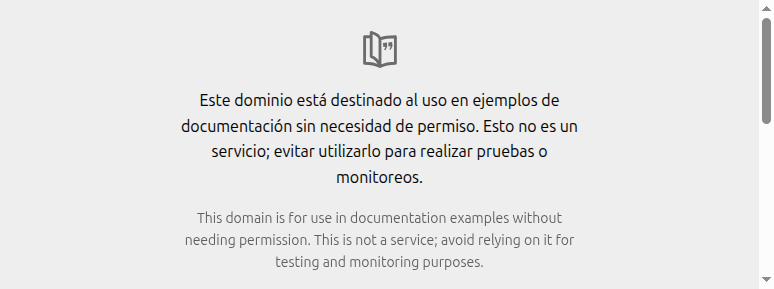 Este dominio está destinado al uso en ejemplos de
documentación sin necesidad de permiso. Esto no es un
servicio; evitar utilizarlo para realizar pruebas o
monitoreos.
This domain is for use in documentation examples without
needing permission. This is not a service; avoid relying on it for
testing and monitoring purposes.